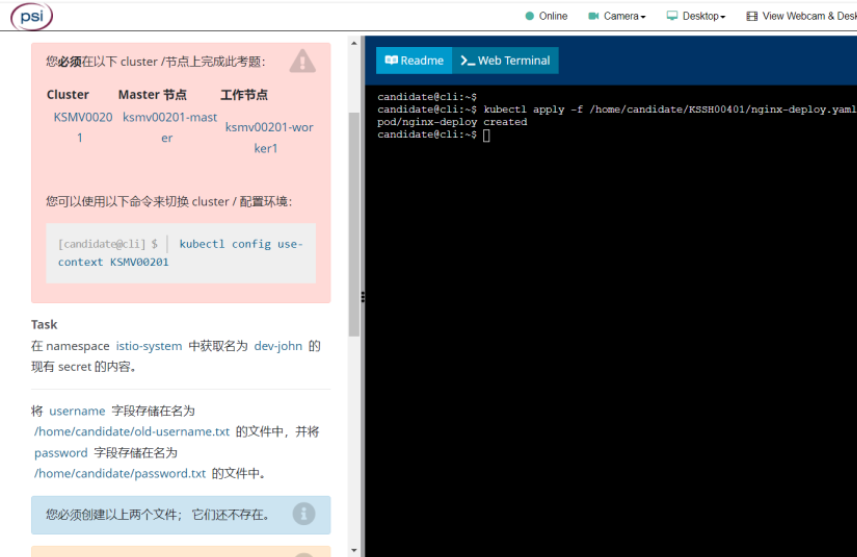 psi
Online Camera Desktop View Webcam & Desk
您必须在以下 cluster /节点上完成此考题:
Cluster Master 节点 工作节点
KSMV0020
1
ksmv00201-mast
er
ksmv00201-wor
ker1
您可以使用以下命令来切换 cluster / 配置环境:
[candidate@cli] $ kubectl config use-
context KSMV00201
Task
在 namespace istio-system 中获取名为 dev-john 的
现有 secret 的内容。
将 username 字段存储在名为
/home/candidate/old-username.txt 的文件中，并将
password 字段存储在名为
/home/candidate/password.txt 的文件中。
您必须创建以上两个文件； 它们还不存在。
Readme >_ Web Terminal
candidate@cli:~$
candidate@cli:~$ kubectl apply -f /home/candidate/KSSH00401/nginx-deploy.yaml
pod/nginx-deploy created
candidate@cli:~$